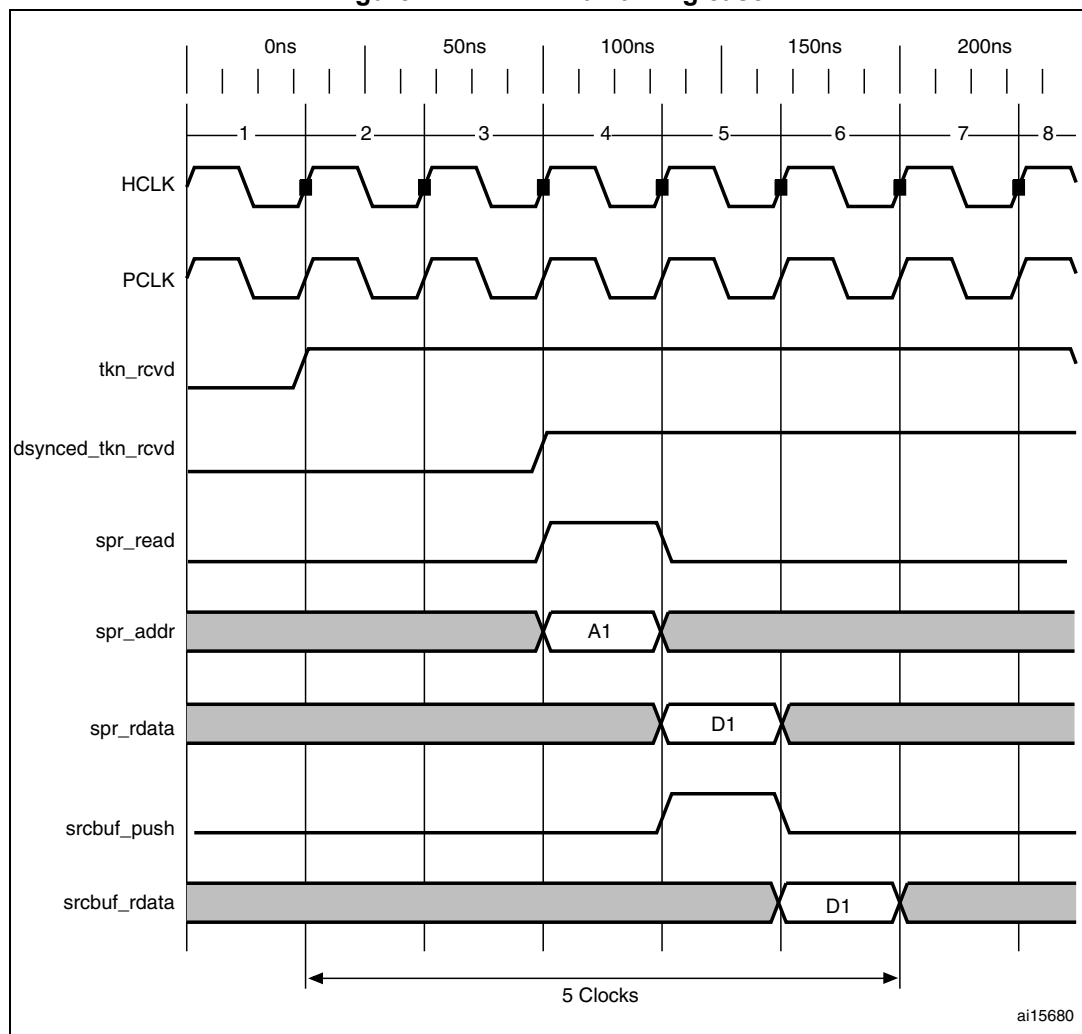 0ns 50ns 100ns 150ns 200ns
1 2 3 4 5 6 7 8
HCLK
PCLK
tkn_rcvd
dsynced_tkn_rcvd
spr_read
spr_addr A1
spr_rdata D1
srcbuf_push
srcbuf_rdata D1
5 Clocks
ai15680